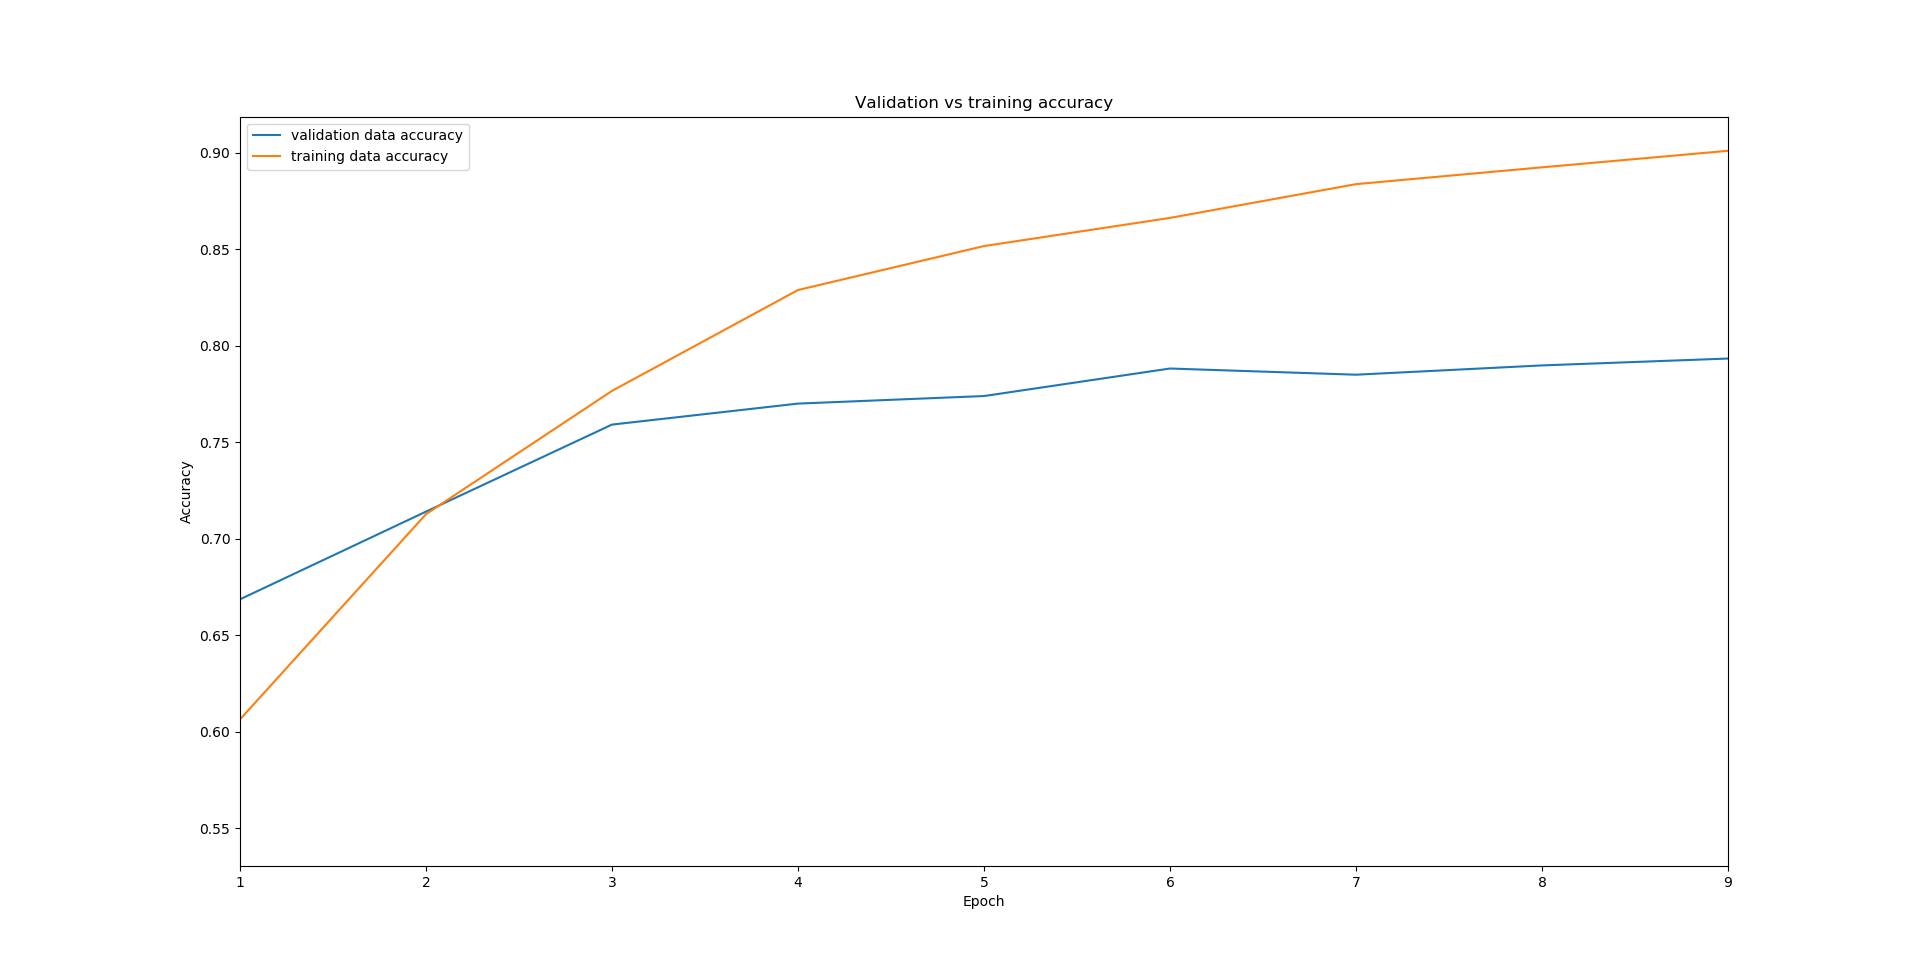 Validation vs training accuracy
validation data accuracy
training data accuracy
0.90
0.85
0.80
0.75
0.70
0.65
0.60
0.55
Accuracy
1 2 3 4 5 6 7 8 9
Epoch